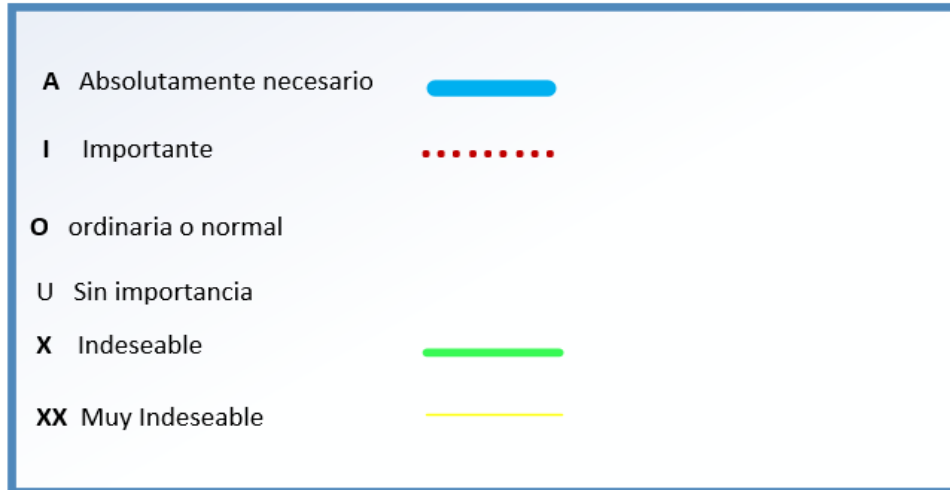 A Absolutamente necesario
I Importante
O ordinaria o normal
U Sin importancia
X Indeseable
XX Muy Indeseable